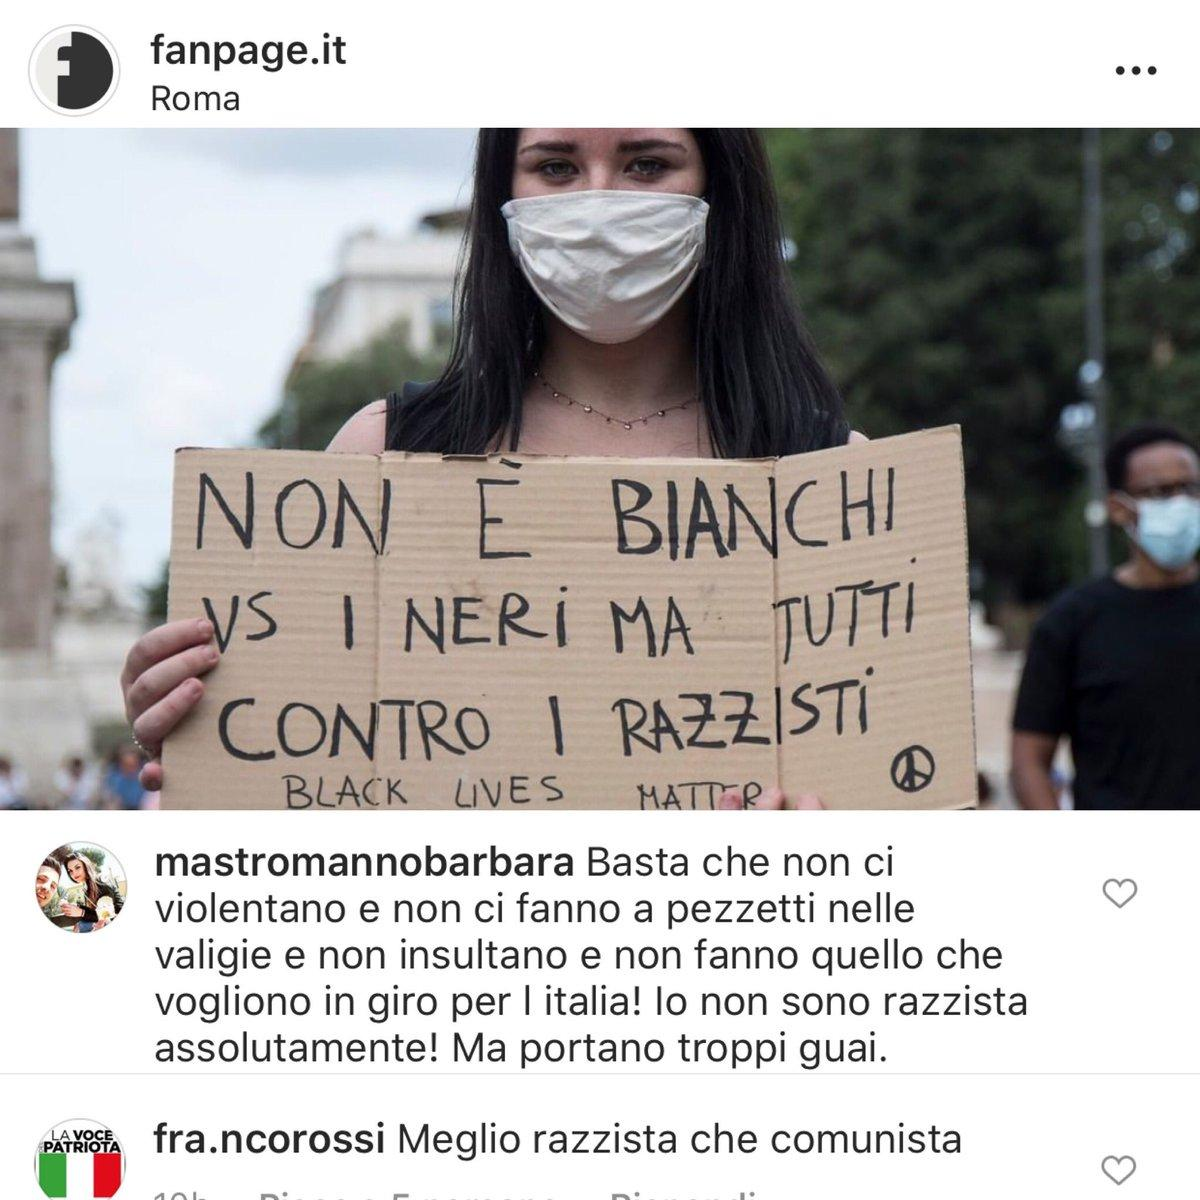 fanpage.it
Roma
NON È BIANCHI
VS I NERI MA TUTTI
CONTRO I RAZZISTI
BLACK LIVES MATTER
mastromannobarbara Basta che non ci
violentano e non ci fanno a pezzetti nelle
valigie e non insultano e non fanno quello che
vogliono in giro per l italia! Io non sono razzista
assolutamente! Ma portano troppi guai.
LA VOCE
PATRIOTA
fra.ncorossi Meglio razzista che comunista